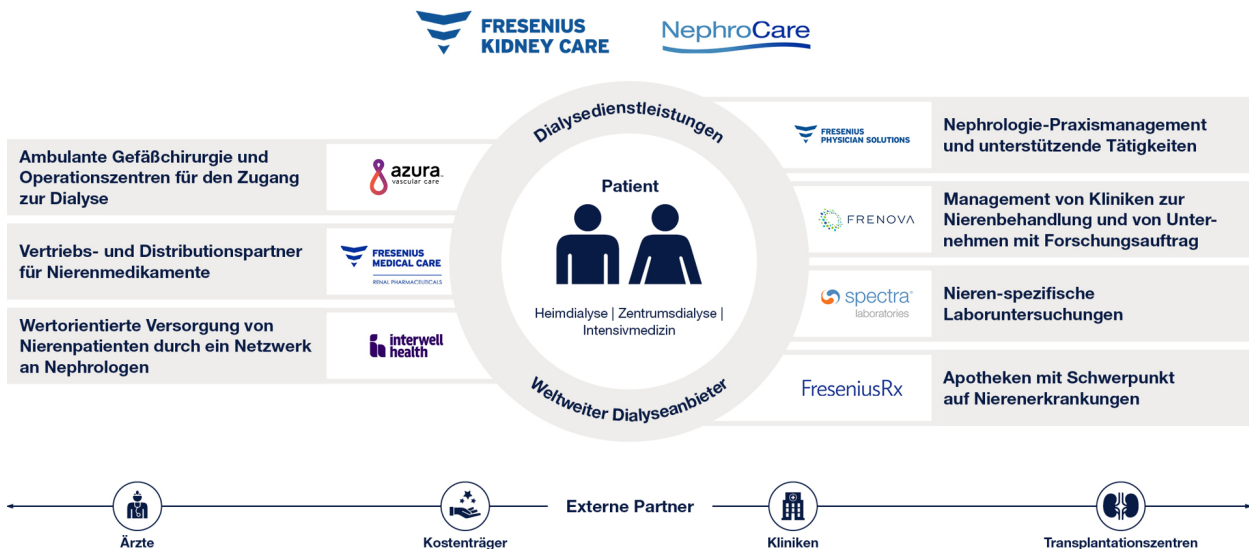 FRESENIUS
KIDNEY CARE
NephroCare
Dialysedienstleistungen
Patient
Heimdialyse | Zentrumsdialyse |
Intensivmedizin
Weltweiter Dialyseanbieter
Ambulante Gefäßchirurgie und
Operationszentren für den Zugang
zur Dialyse
azura
vascular care
Vertriebs- und Distributionspartner
für Nierenmedikamente
FRESENIUS
MEDICAL CARE
RENAL PHARMACEUTICALS
Wertorientierte Versorgung von
Nierenpatienten durch ein Netzwerk
an Nephrologen
interwell
health
FRESENIUS
PHYSICIAN SOLUTIONS
Nephrologie-Praxismanagement
und unterstützende Tätigkeiten
FRENOVA
Management von Kliniken zur
Nierenbehandlung und von Unter-
nehmen mit Forschungsauftrag
spectra
laboratories
Nieren-spezifische
Laboruntersuchungen
FreseniusRx
Apotheken mit Schwerpunkt
auf Nierenerkrankungen
Externe Partner
Ärzte
Kostenträger
Kliniken
Transplantationszentren